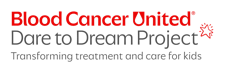 Blood Cancer United®
Dare to Dream Project
Transforming treatment and care for kids